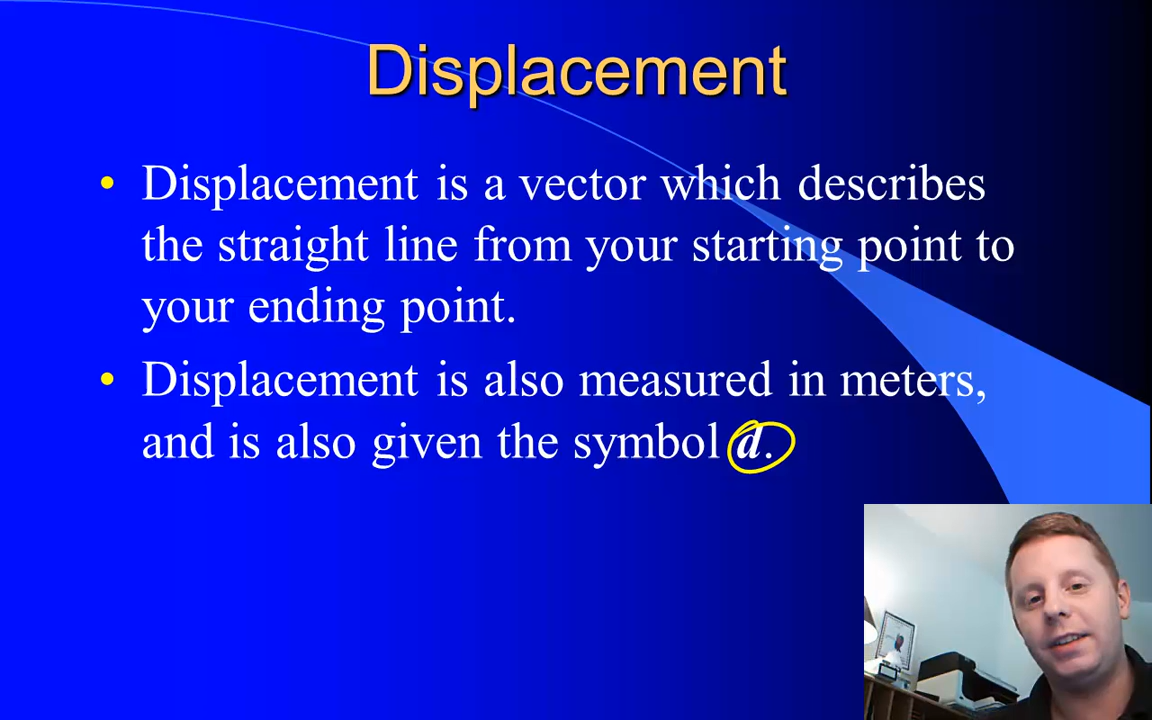 Displacement
• Displacement is a vector which describes
the straight line from your starting point to
your ending point.
• Displacement is also measured in meters,
and is also given the symbol d.